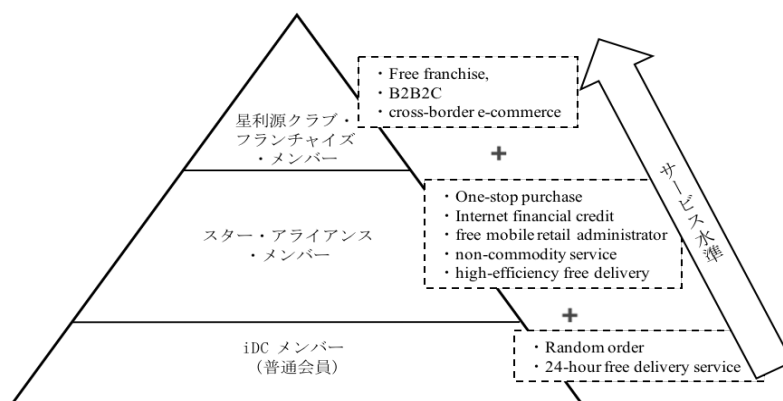 星利源クラブ・
フランチャイズ
・メンバー
・Free franchise,
・B2B2C
・cross-border e-commerce
+
スター・アライアンス
・メンバー
・One-stop purchase
・Internet financial credit
・free mobile retail administrator
・non-commodity service
・high-efficiency free delivery
+
iDC メンバー
(普通会員)
・Random order
・24-hour free delivery service
サービス水準